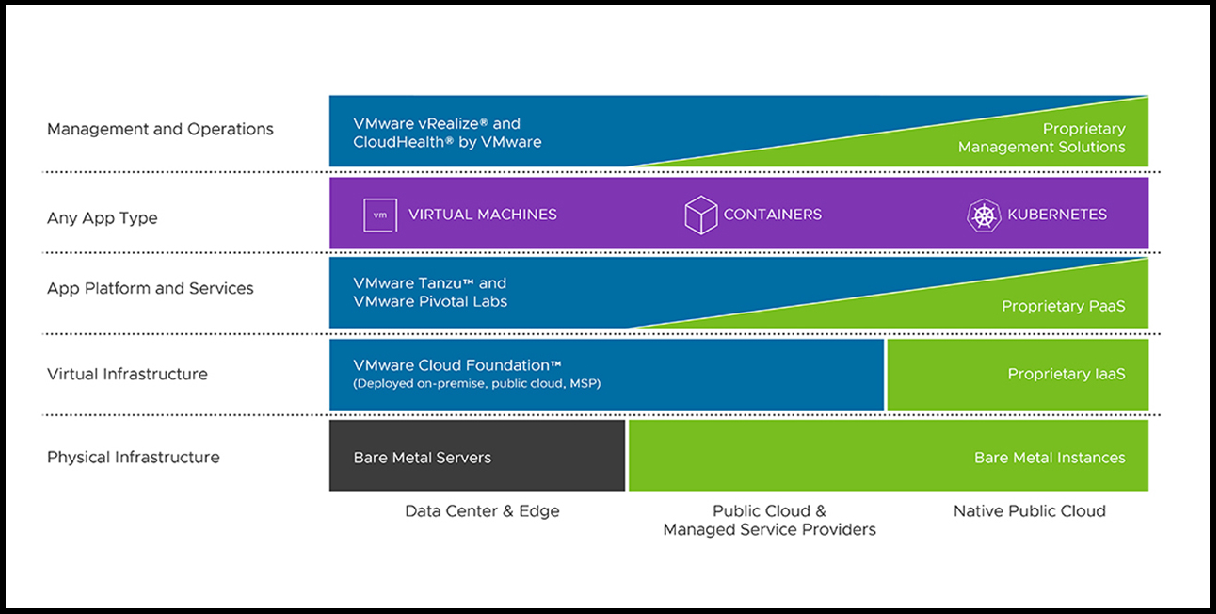 Management and Operations
VMware vRealize® and
CloudHealth® by VMware
Proprietary
Management Solutions
Any App Type
vm
VIRTUAL MACHINES
CONTAINERS
KUBERNETES
App Platform and Services
VMware Tanzu™ and
VMware Pivotal Labs
Proprietary PaaS
Virtual Infrastructure
VMware Cloud Foundation™
(Deployed on-premise, public cloud, MSP)
Proprietary IaaS
Physical Infrastructure
Bare Metal Servers
Bare Metal Instances
Data Center & Edge
Public Cloud &
Managed Service Providers
Native Public Cloud